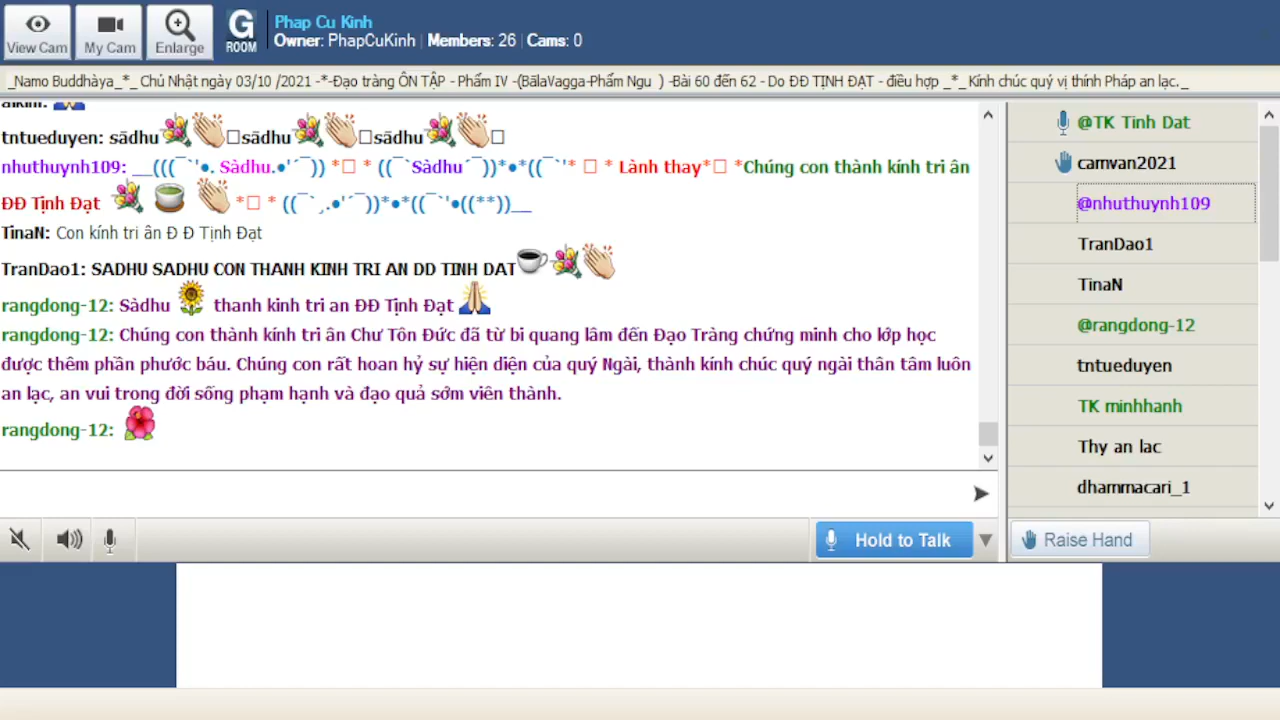 Phap Cu Kinh
View Cam
My Cam
Enlarge
G
ROOM
Owner: PhapCuKinh | Members: 26 | Cams: 0
_Namo Buddhàya_*_ Chủ Nhật ngày 03/10 /2021 -*-Đạo tràng ÔN TẬP - Phẩm IV -(BãlaVagga-Phẩm Ngu ) -Bài 60 đến 62 - Do ĐĐ TỊNH ĐẠT - điều hợp _*_ Kính chúc quý vị thính Pháp an lạc._
tntueduyen: sādhu sādhu sādhu
nhuthuynh109: __(((¯`'•. Sàdhu.•'´¯)) *□ * ((¯`Sàdhu´¯))*•*((¯`'* □ * Lành thay*□ *Chúng con thành kính tri ân
ĐĐ Tịnh Đạt *□ * ((¯`¸.•'´¯))*•*((¯`'•((**))__
TinaN: Con kính tri ân Đ Đ Tịnh Đạt
TranDao1: SADHU SADHU CON THANH KINH TRI AN DD TINH DAT
rangdong-12: Sàdhu thanh kinh tri an ĐĐ Tịnh Đạt
rangdong-12: Chúng con thành kính tri ân Chư Tôn Đức đã từ bi quang lâm đến Đạo Tràng chứng minh cho lớp học
được thêm phần phước báu. Chúng con rất hoan hỷ sự hiện diện của quý Ngài, thành kính chúc quý ngài thân tâm luôn
an lạc, an vui trong đời sống phạm hạnh và đạo quả sớm viên thành.
rangdong-12:
@TK Tinh Dat
camvan2021
@nhuthuynh109
TranDao1
TinaN
@rangdong-12
tntueduyen
TK minhhanh
Thy an lac
dhammacari_1
Hold to Talk
Raise Hand